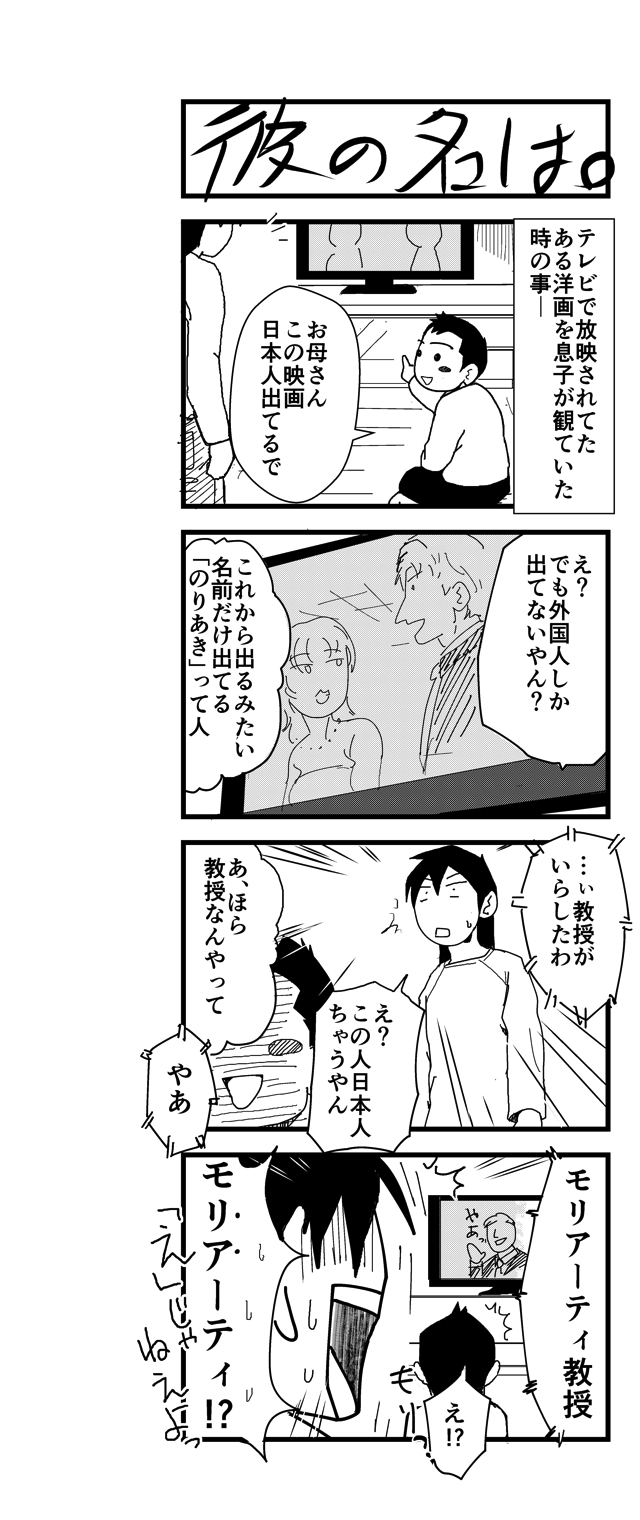 彼の名は。
テレビで放映されてた
ある洋画を息子が観ていた
時の事―
お母さん
この映画
日本人出てるで
え?
でも外国人しか
出てないやん?
これから出るみたい
名前だけ出てる
「のりあき」って人
…ぃ教授が
いらしたわ
え?
この人日本人
ちゃうやん
あ、ほら
教授なんやって
やあ
モリアーティ教授
やあっ
え!?
モリアーティ!?
「え」じゃ
ねえよっ